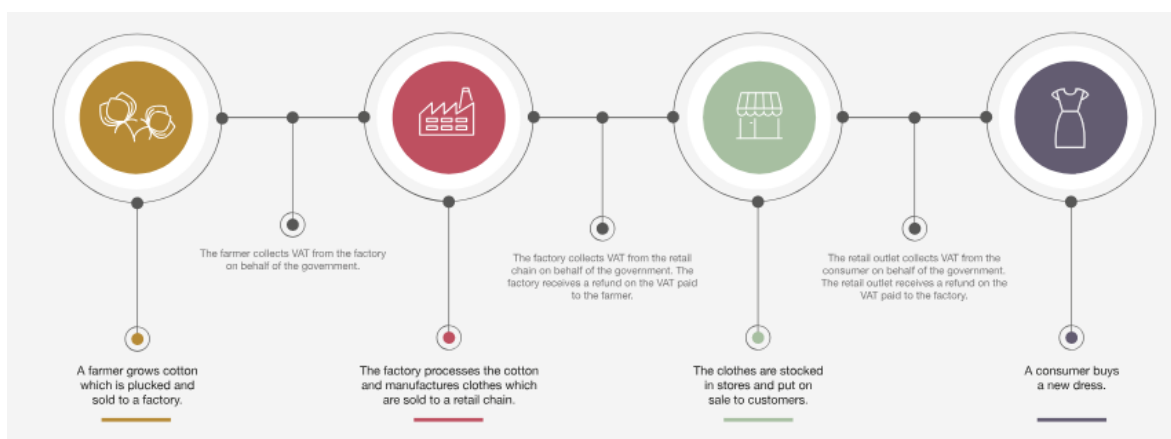 The farmer collects VAT from the factory
on behalf of the government.
The factory collects VAT from the retail
chain on behalf of the government. The
factory receives a refund on the VAT paid
to the farmer.
The retail outlet collects VAT from the
consumer on behalf of the government.
The retail outlet receives a refund on the
VAT paid to the factory.
A farmer grows cotton
which is plucked and
sold to a factory.
The factory processes the cotton
and manufactures clothes which
are sold to a retail chain.
The clothes are stocked
in stores and put on
sale to customers.
A consumer buys
a new dress.